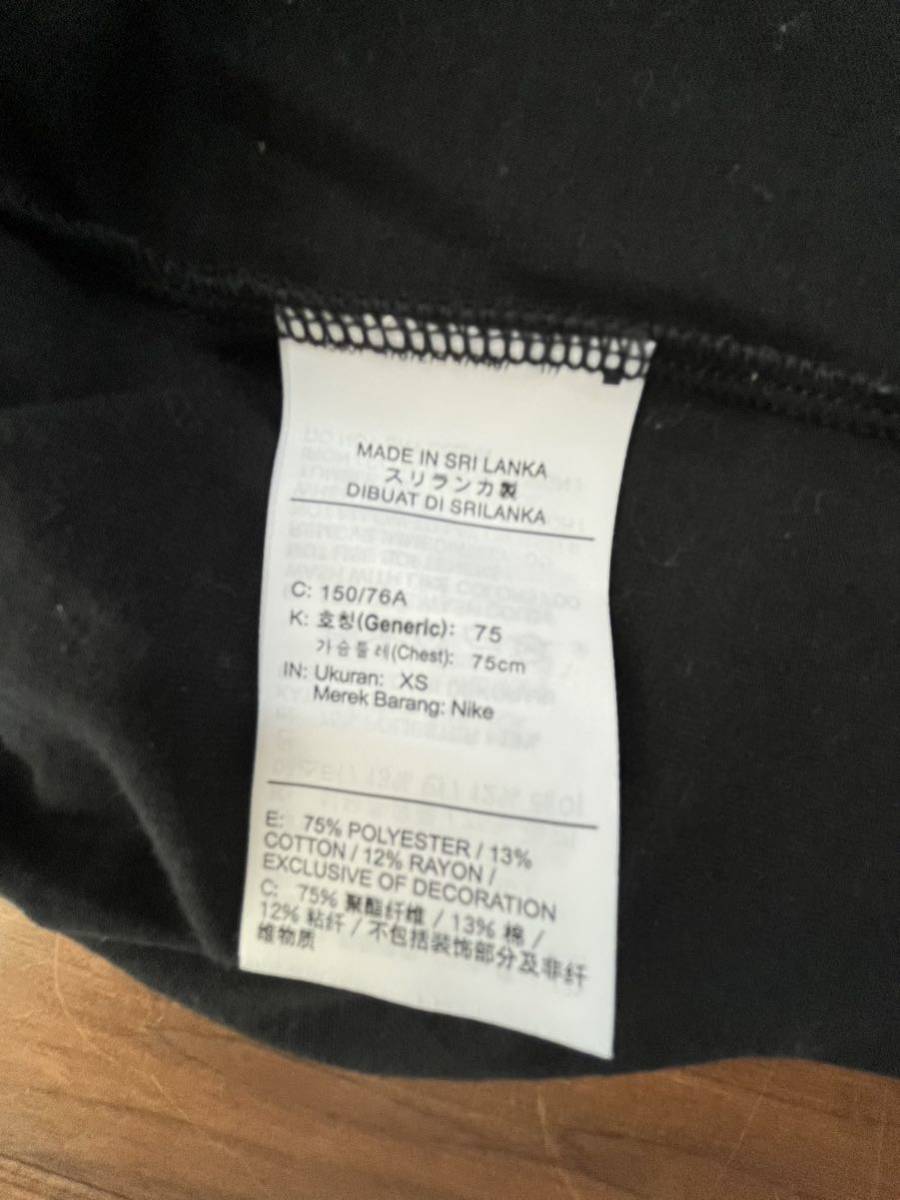 MADE IN SRI LANKA
スリランカ製
DIBUAT DI SRILANKA
C: 150/76A
K: 호칭(Generic): 75
가슴둘레(Chest): 75cm
IN: Ukuran: XS
Merek Barang: Nike
E: 75% POLYESTER / 13%
COTTON / 12% RAYON /
EXCLUSIVE OF DECORATION
C: 75% 聚酯纤维 / 13% 棉 /
12% 粘纤 / 不包括装饰部分及非纤
维物质